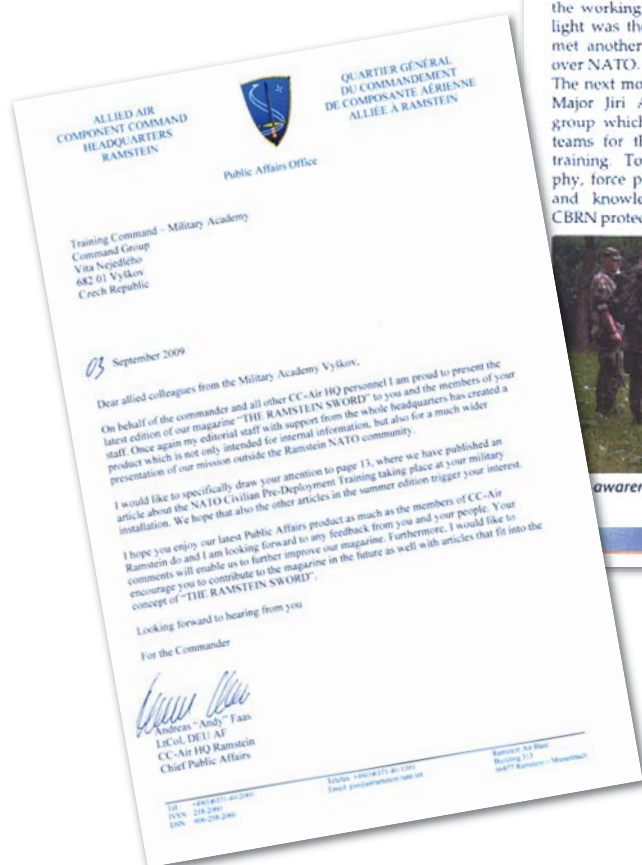 ALLIED AIR
COMPONENT COMMAND
HEADQUARTERS
RAMSTEIN
QUARTIER GÉNÉRAL
DU COMMANDEMENT
DE COMPOSANTE AÉRIENNE
ALLIÉE À RAMSTEIN
Public Affairs Office
Training Command – Military Academy
Command Group
Víta Nejedlého
682 01 Vyškov
Czech Republic
03 September 2009
Dear allied colleagues from the Military Academy Vyškov,
On behalf of the commander and all other CC-Air HQ personnel I am proud to present the
latest edition of our magazine “THE RAMSTEIN SWORD” to you and the members of your
staff. Once again my editorial staff with support from the whole headquarters has created a
product which is not only intended for internal information, but also for a much wider
presentation of our mission outside the Ramstein NATO community.
I would like to specifically draw your attention to page 13, where we have published an
article about the NATO Civilian Pre-Deployment Training taking place at your military
installation. We hope that also the other articles in the summer edition trigger your interest.
I hope you enjoy our latest Public Affairs product as much as the members of CC-Air
Ramstein do and I am looking forward to any feedback from you and your people. Your
comments will enable us to further improve our magazine. Furthermore, I would like to
encourage you to contribute to the magazine in the future as well with articles that fit into the
concept of “THE RAMSTEIN SWORD”.
Looking forward to hearing from you
For the Commander
Andreas “Andy” Faas
LtCol, DEU AF
CC-Air HQ Ramstein
Chief Public Affairs
Ramstein Air Base
the working
light was the
met another
over NATO.
The next mo
Major Jiri A
group which
teams for th
training. To
phy, force p
and knowle
CBRN protec
awaren